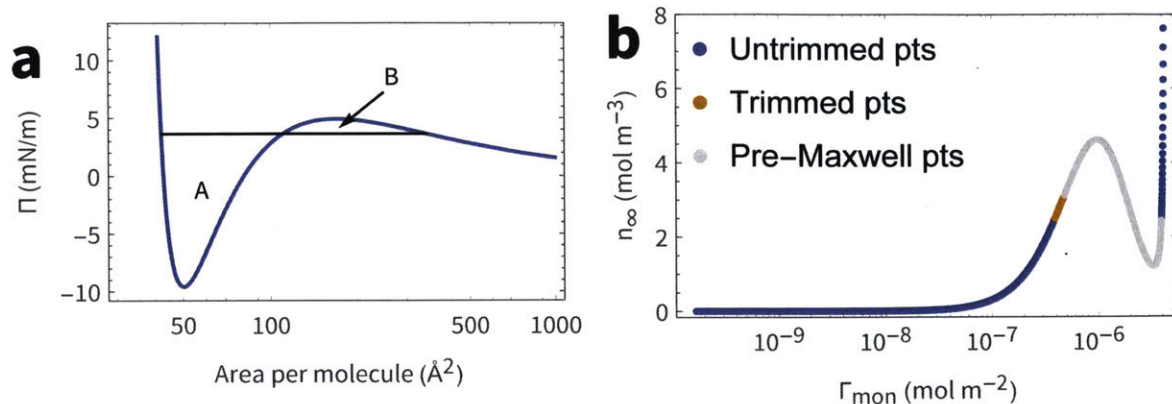 a
Π (mN/m)
10
5
0
−5
−10
A
B
50
100
500
1000
Area per molecule (Å²)
b
n∞ (mol m⁻³)
8
6
4
2
0
Untrimmed pts
Trimmed pts
Pre−Maxwell pts
10⁻⁹
10⁻⁸
10⁻⁷
10⁻⁶
Γmon (mol m⁻²)